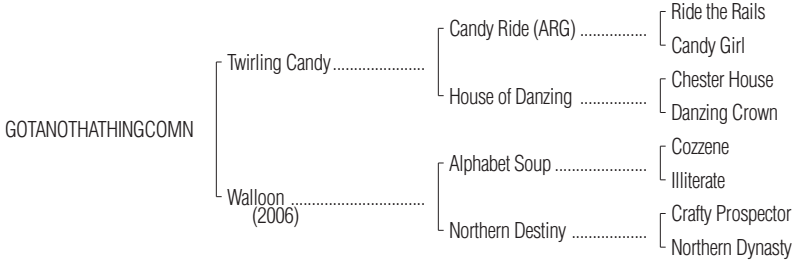 Ride the Rails
Candy Ride (ARG) .................
Candy Girl
Twirling Candy.......................
Chester House
House of Danzing .................
Danzing Crown
GOTANOTHATHINGCOMN
Cozzene
Alphabet Soup .......................
Illiterate
Walloon ..................................
(2006)
Crafty Prospector
Northern Destiny ...................
Northern Dynasty